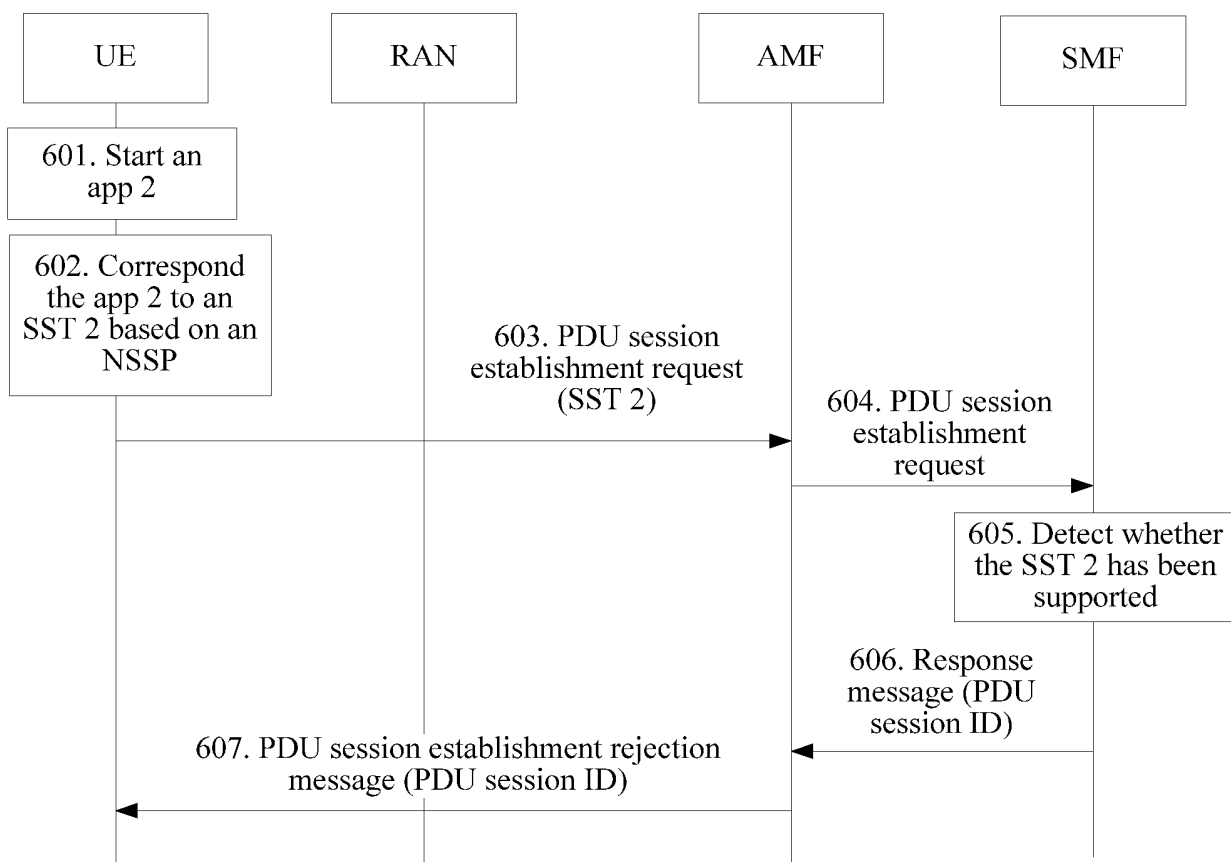 UE
RAN
AMF
SMF
601. Start an
app 2
602. Correspond
the app 2 to an
SST 2 based on an
NSSP
603. PDU session
establishment request
(SST 2)
604. PDU session
establishment
request
605. Detect whether
the SST 2 has been
supported
606. Response
message (PDU
session ID)
607. PDU session establishment rejection
message (PDU session ID)